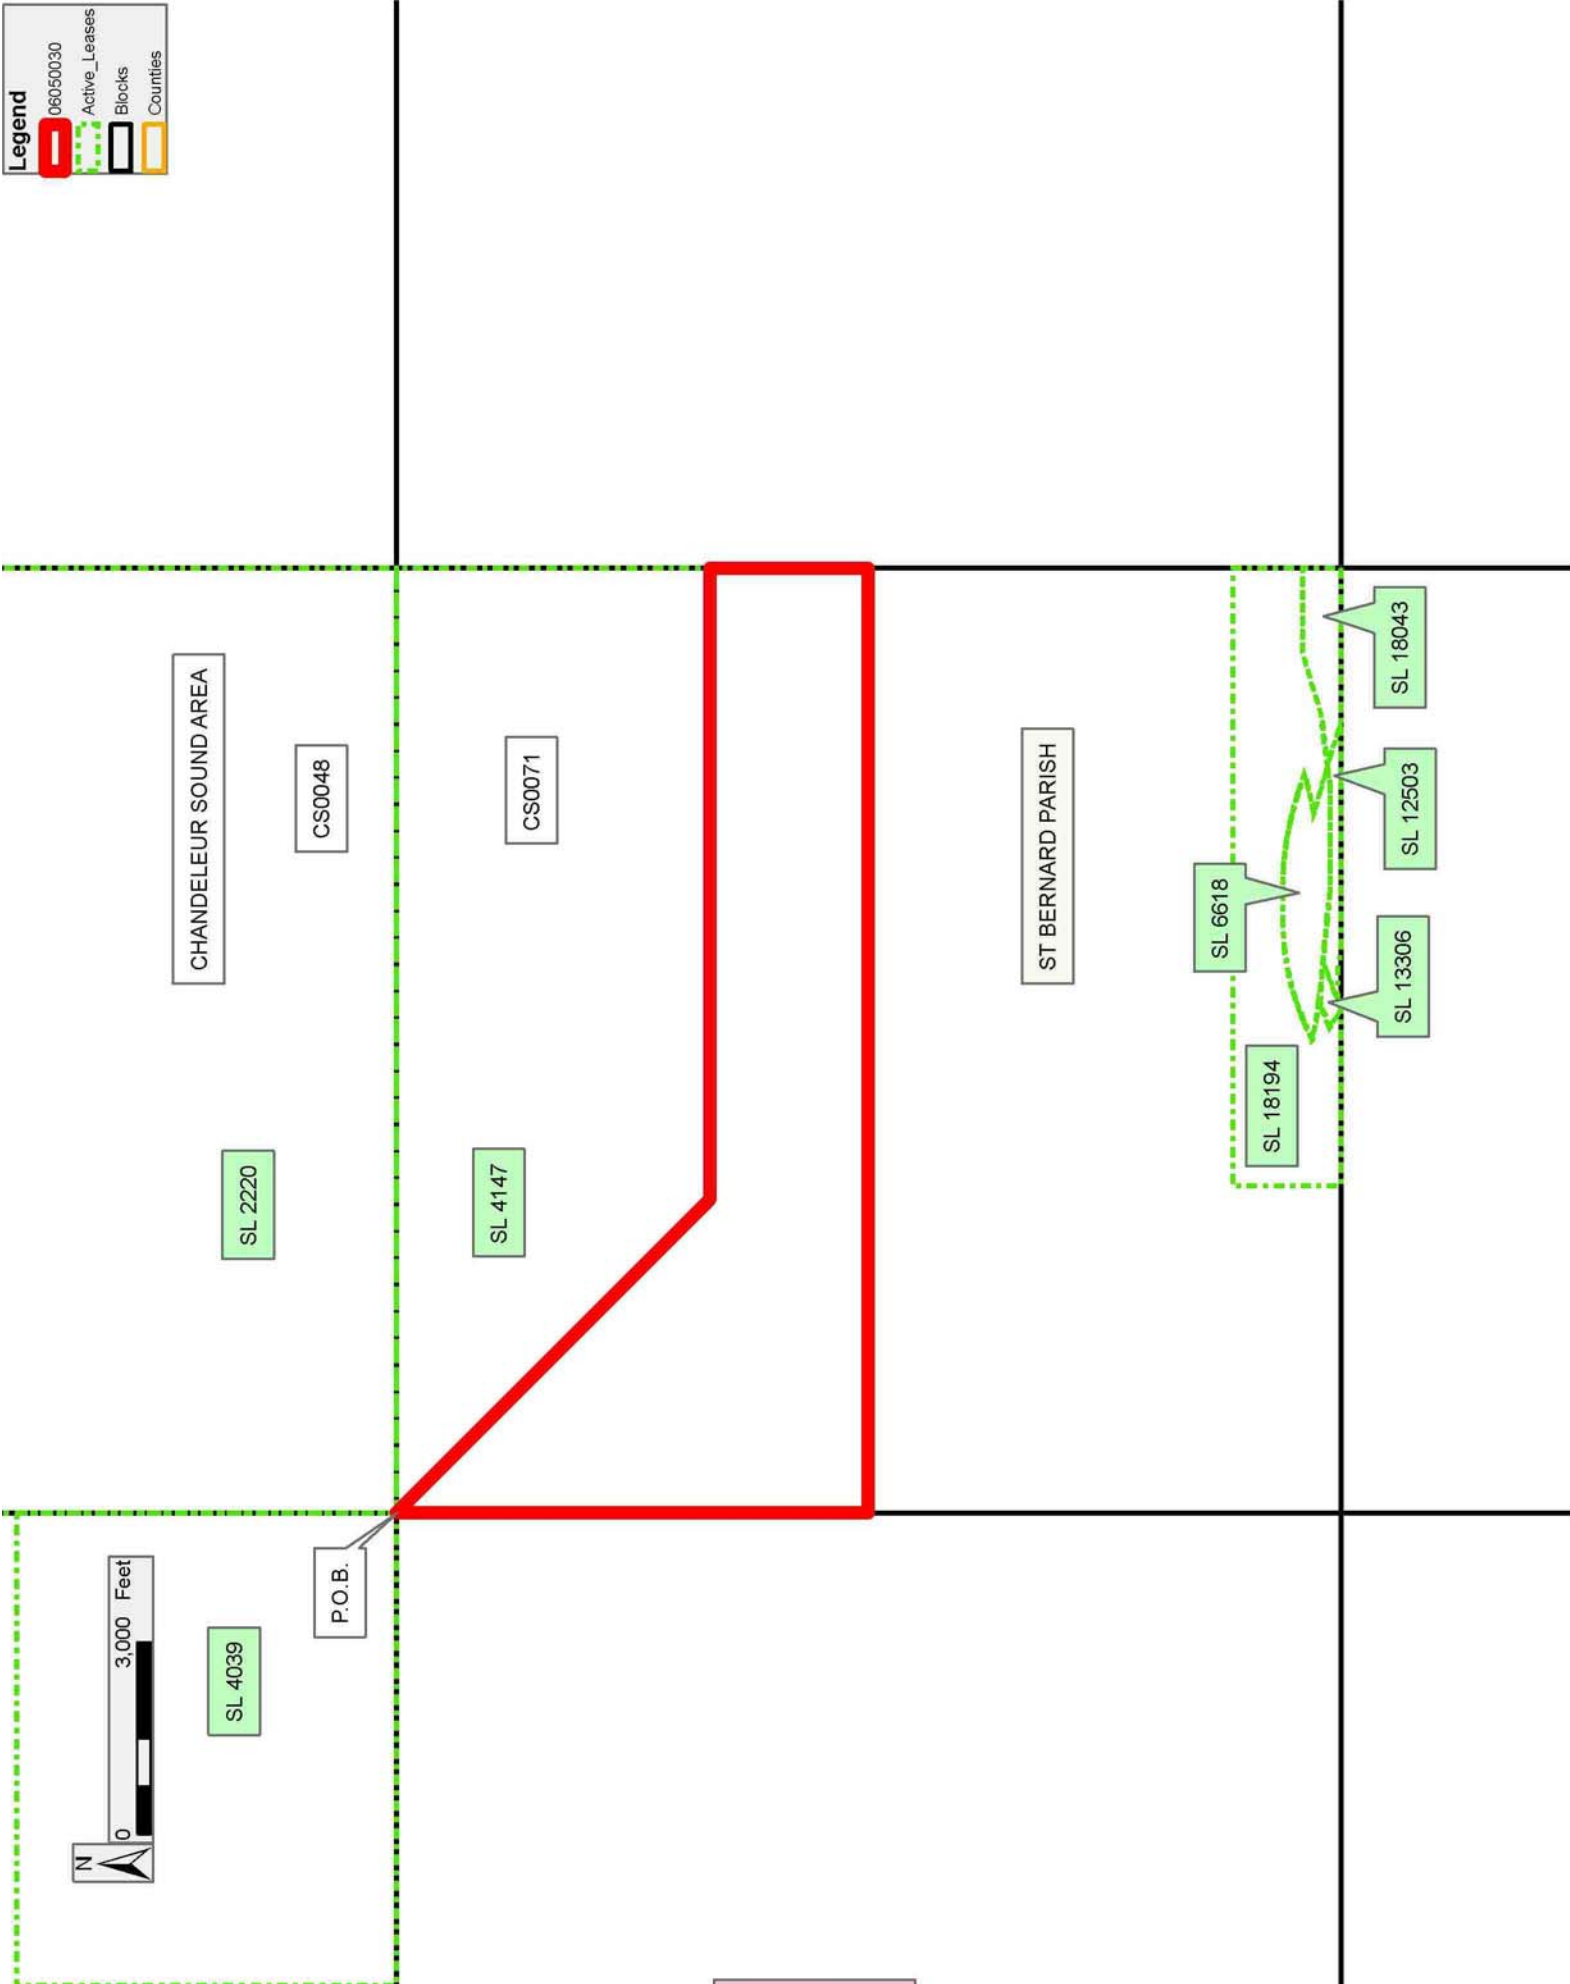 Legend
06050030
Active_Leases
Blocks
Counties
N
0 3,000 Feet
SL 4039
P.O.B.
SL 2220
CHANDELEUR SOUND AREA
CS0048
SL 4147
CS0071
ST BERNARD PARISH
SL 18194
SL 6618
SL 13306
SL 12503
SL 18043